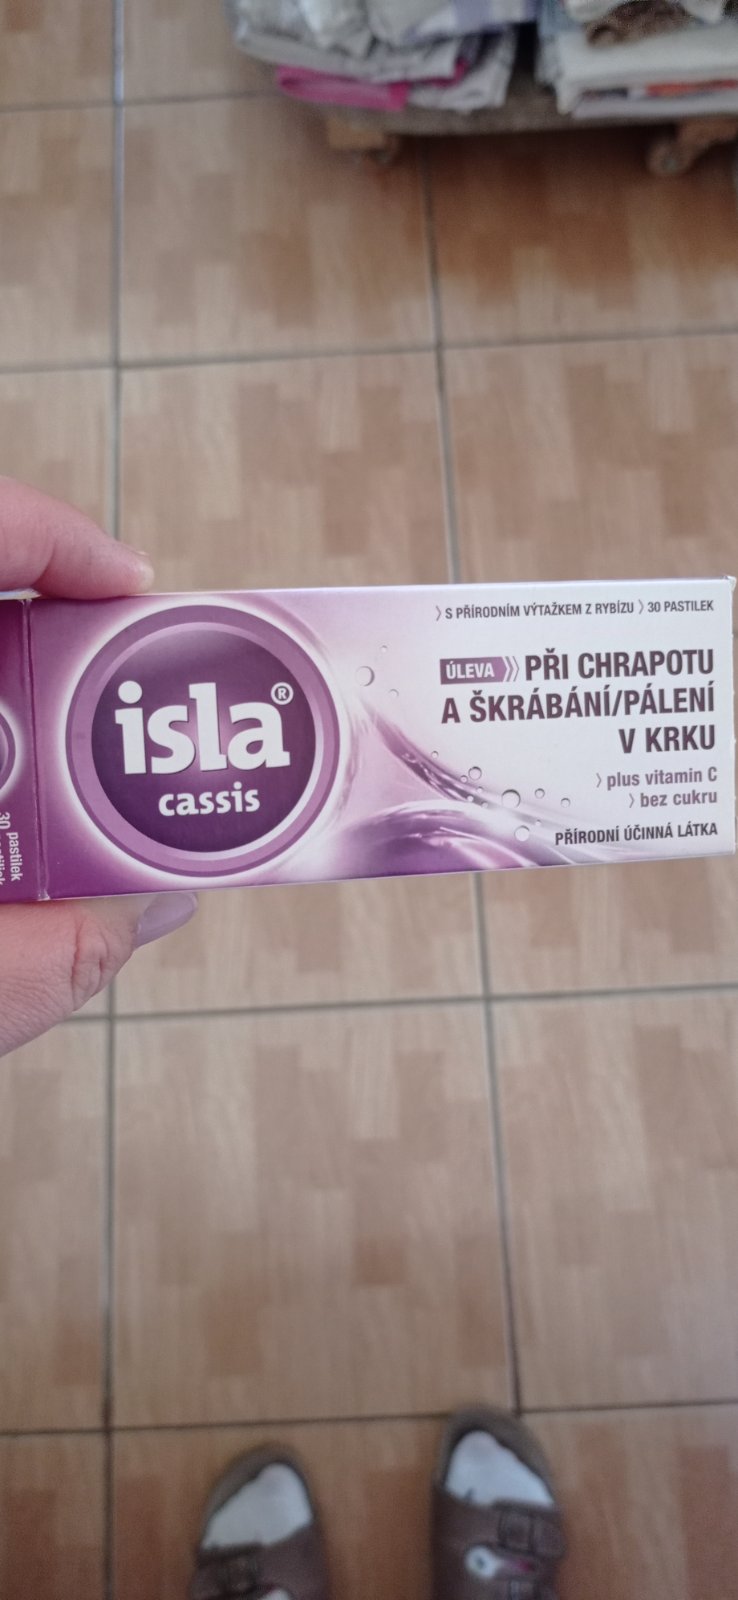 isla®
cassis
› S PŘÍRODNÍM VÝTAŽKEM Z RYBÍZU › 30 PASTILEK
ÚLEVA PŘI CHRAPOTU
A ŠKRÁBÁNÍ/PÁLENÍ
V KRKU
› plus vitamin C
› bez cukru
PŘÍRODNÍ ÚČINNÁ LÁTKA
30 pastilek